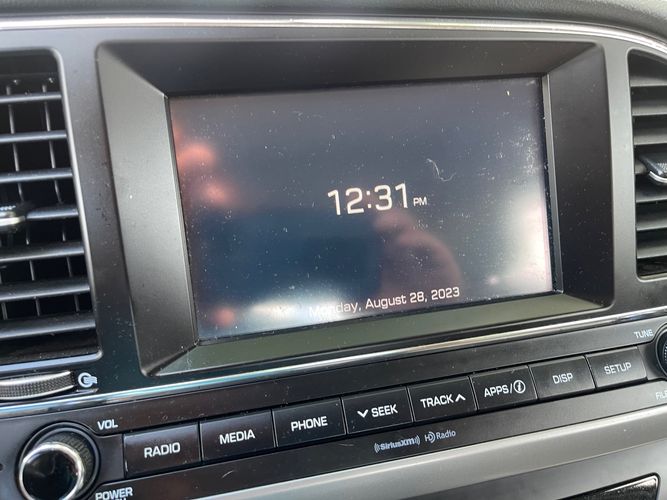 12:31 PM
Monday, August 28, 2023
TUNE
VOL
RADIO
MEDIA
PHONE
SEEK
TRACK
APPS/i
DISP
SETUP
SiriusXM
HD Radio
POWER